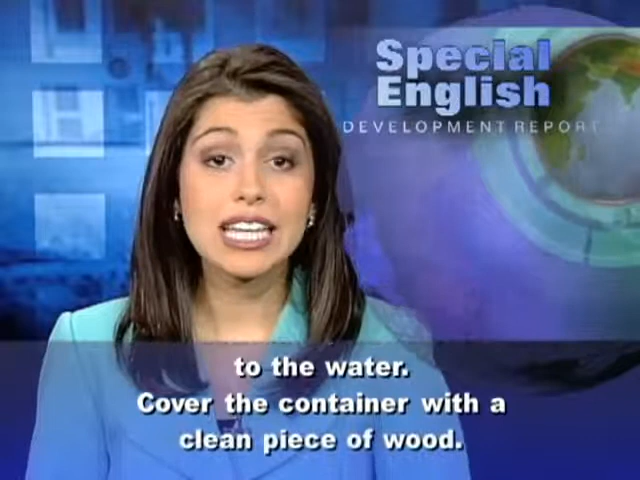 Special
English
DEVELOPMENT REPORT
to the water.
Cover the container with a
clean piece of wood.